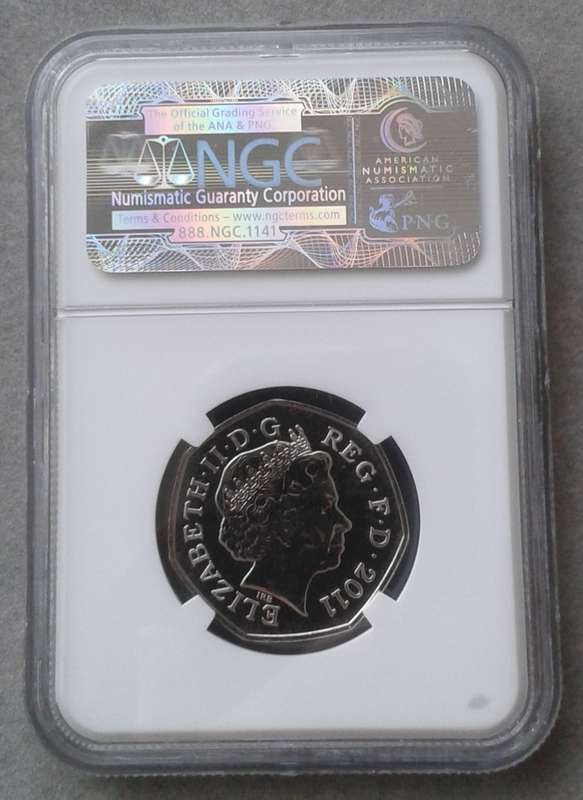 The Official Grading Service
of the ANA & PNG
NGC
Numismatic Guaranty Corporation
Terms & Conditions – www.ngcterms.com
888.NGC.1141
AMERICAN
NUMISMATIC
ASSOCIATION
PNG
ELIZABETH·II·D·G REG·F·D·2011
IRB